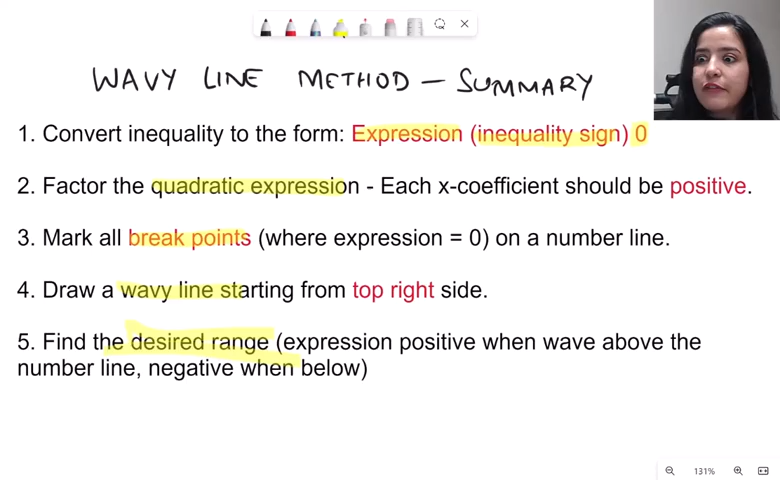 WAVY LINE METHOD - SUMMARY
1. Convert inequality to the form: Expression (inequality sign) 0
2. Factor the quadratic expression - Each x-coefficient should be positive.
3. Mark all break points (where expression = 0) on a number line.
4. Draw a wavy line starting from top right side.
5. Find the desired range (expression positive when wave above the
number line, negative when below)
131%